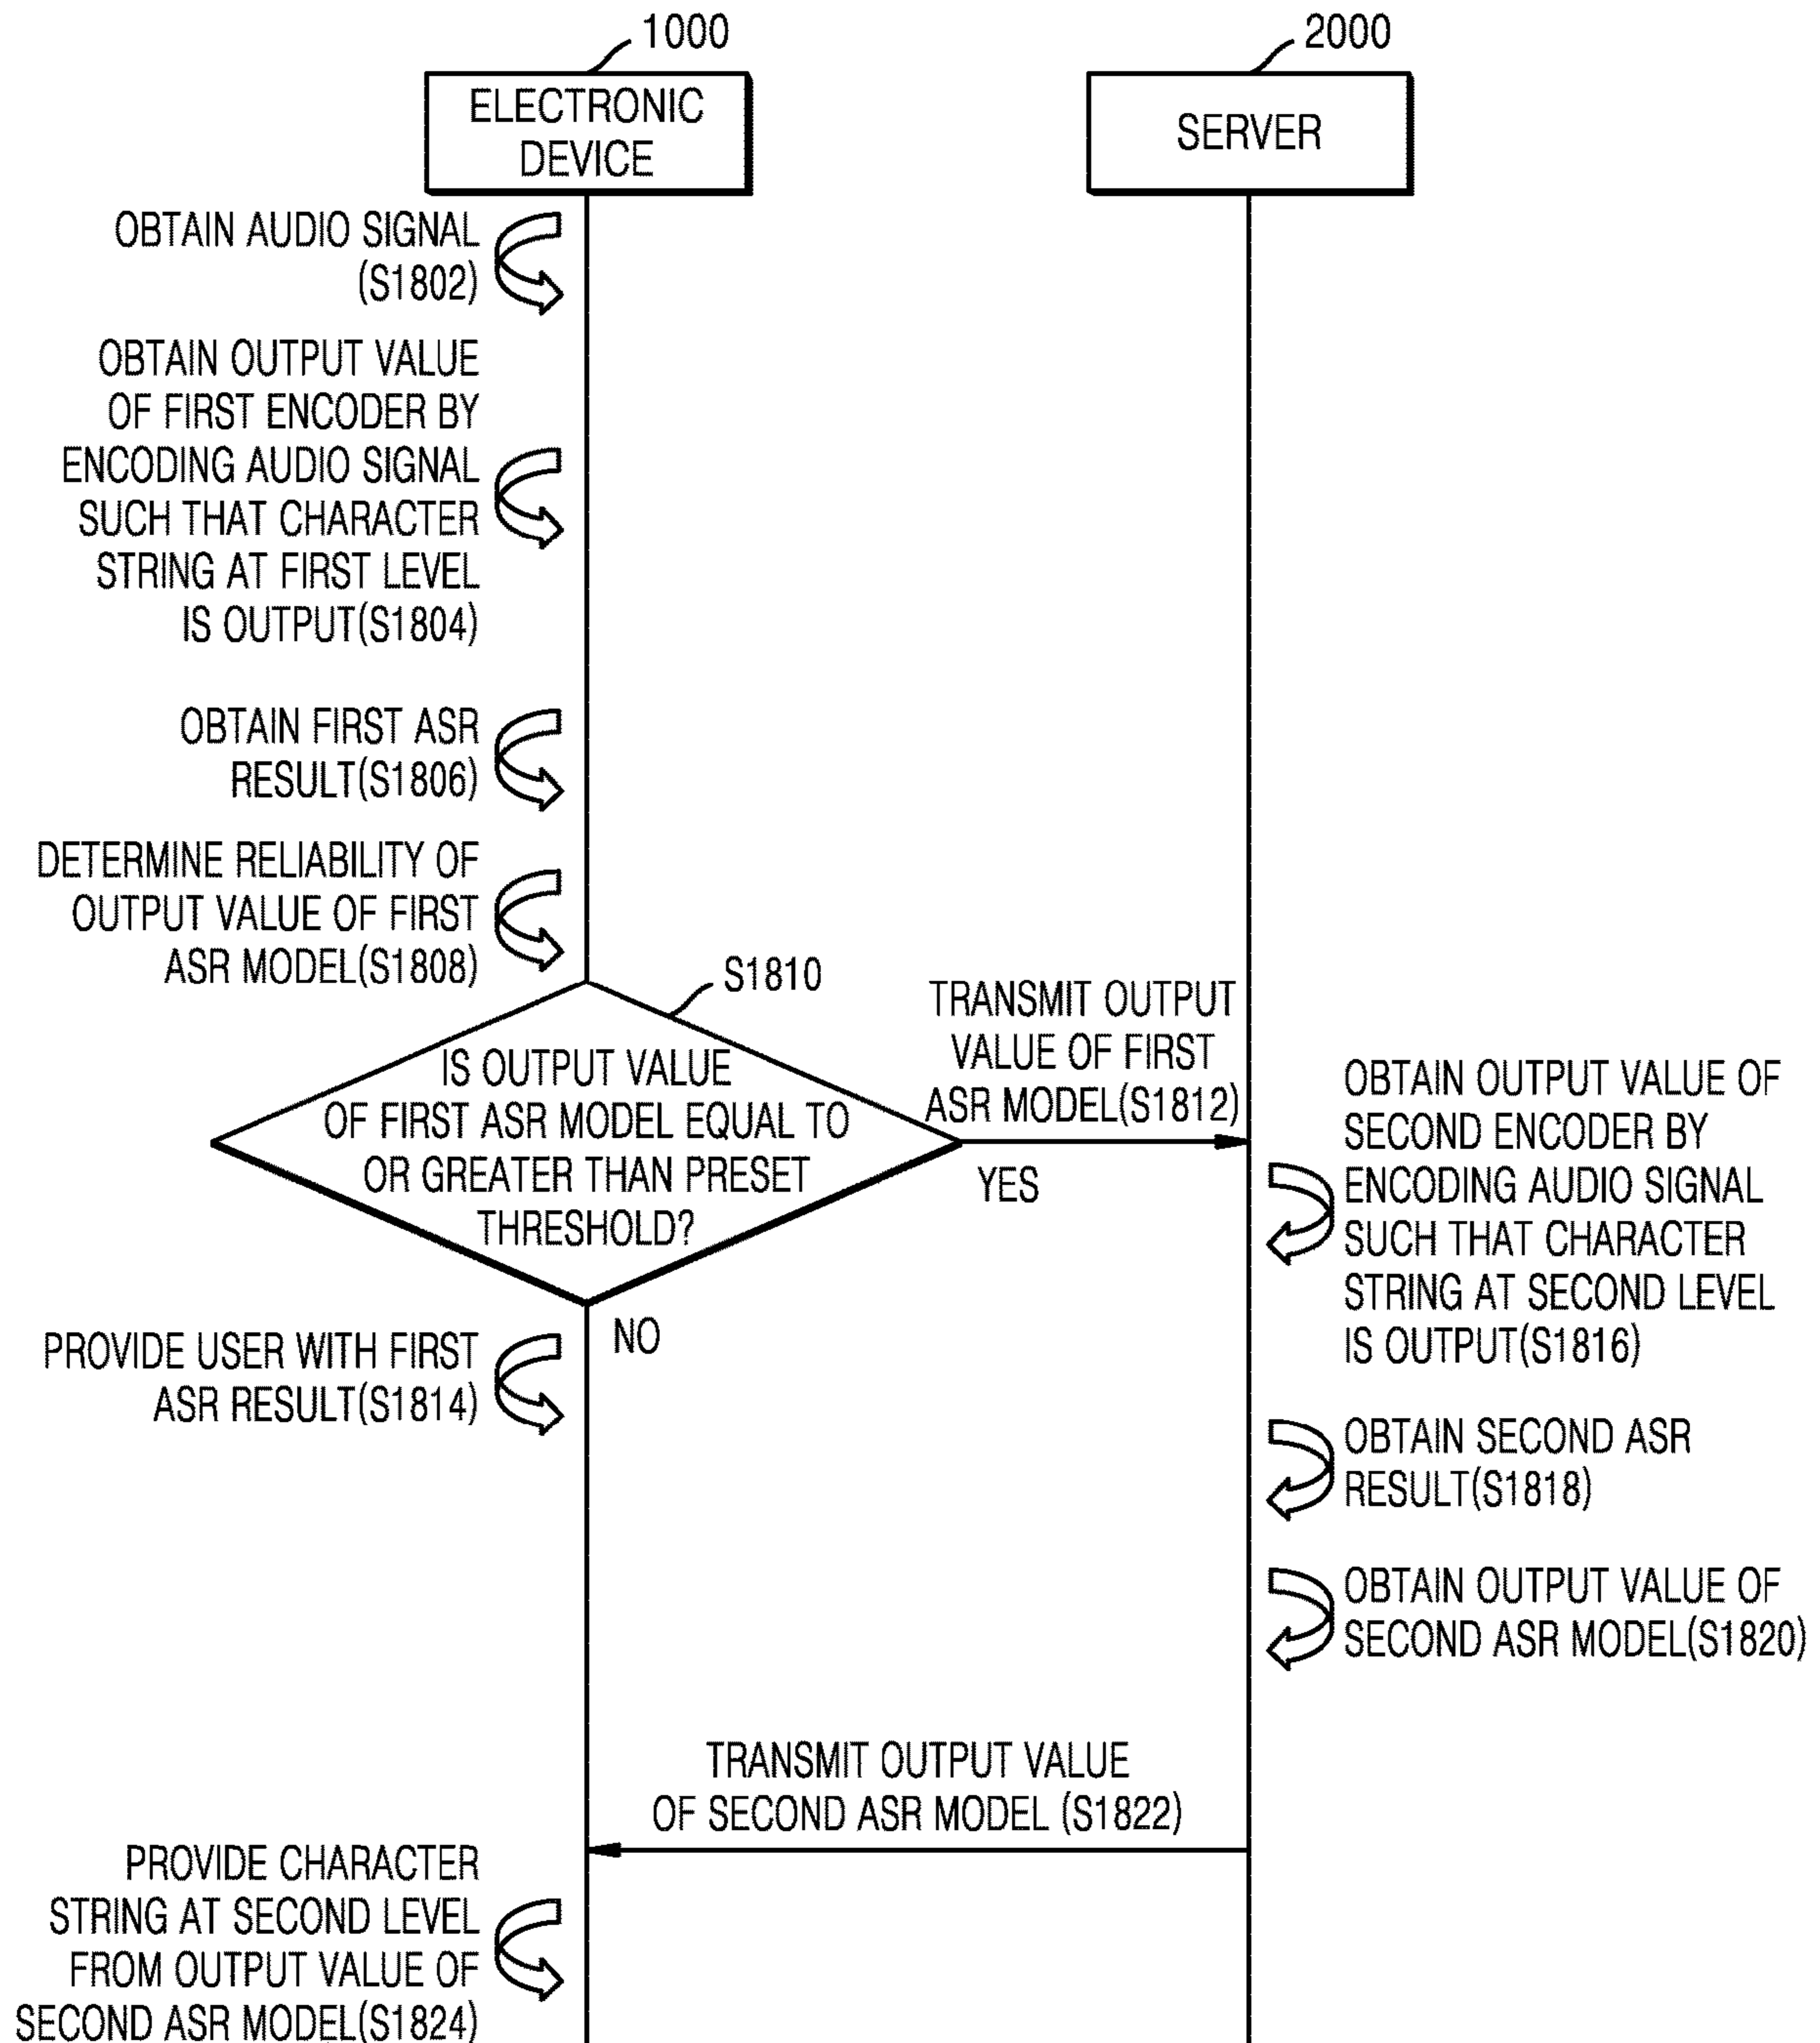 1000
ELECTRONIC
DEVICE
2000
SERVER
OBTAIN AUDIO SIGNAL
(S1802)
OBTAIN OUTPUT VALUE
OF FIRST ENCODER BY
ENCODING AUDIO SIGNAL
SUCH THAT CHARACTER
STRING AT FIRST LEVEL
IS OUTPUT(S1804)
OBTAIN FIRST ASR
RESULT(S1806)
DETERMINE RELIABILITY OF
OUTPUT VALUE OF FIRST
ASR MODEL(S1808)
S1810
IS OUTPUT VALUE
OF FIRST ASR MODEL EQUAL TO
OR GREATER THAN PRESET
THRESHOLD?
TRANSMIT OUTPUT
VALUE OF FIRST
ASR MODEL(S1812)
YES
OBTAIN OUTPUT VALUE OF
SECOND ENCODER BY
ENCODING AUDIO SIGNAL
SUCH THAT CHARACTER
STRING AT SECOND LEVEL
IS OUTPUT(S1816)
NO
PROVIDE USER WITH FIRST
ASR RESULT(S1814)
OBTAIN SECOND ASR
RESULT(S1818)
OBTAIN OUTPUT VALUE OF
SECOND ASR MODEL(S1820)
TRANSMIT OUTPUT VALUE
OF SECOND ASR MODEL (S1822)
PROVIDE CHARACTER
STRING AT SECOND LEVEL
FROM OUTPUT VALUE OF
SECOND ASR MODEL(S1824)